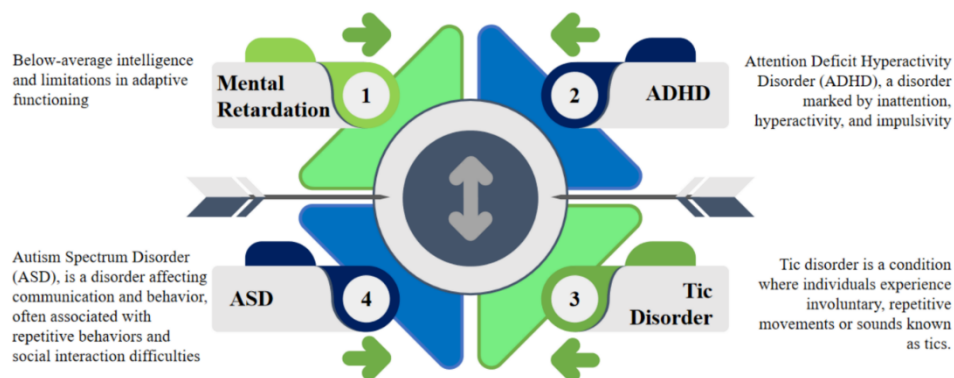 Below-average intelligence
and limitations in adaptive
functioning
Mental
Retardation
1
2
ADHD
Attention Deficit Hyperactivity
Disorder (ADHD), a disorder
marked by inattention,
hyperactivity, and impulsivity
Autism Spectrum Disorder
(ASD), is a disorder affecting
communication and behavior,
often associated with
repetitive behaviors and
social interaction difficulties
ASD
4
3
Tic
Disorder
Tic disorder is a condition
where individuals experience
involuntary, repetitive
movements or sounds known
as tics.